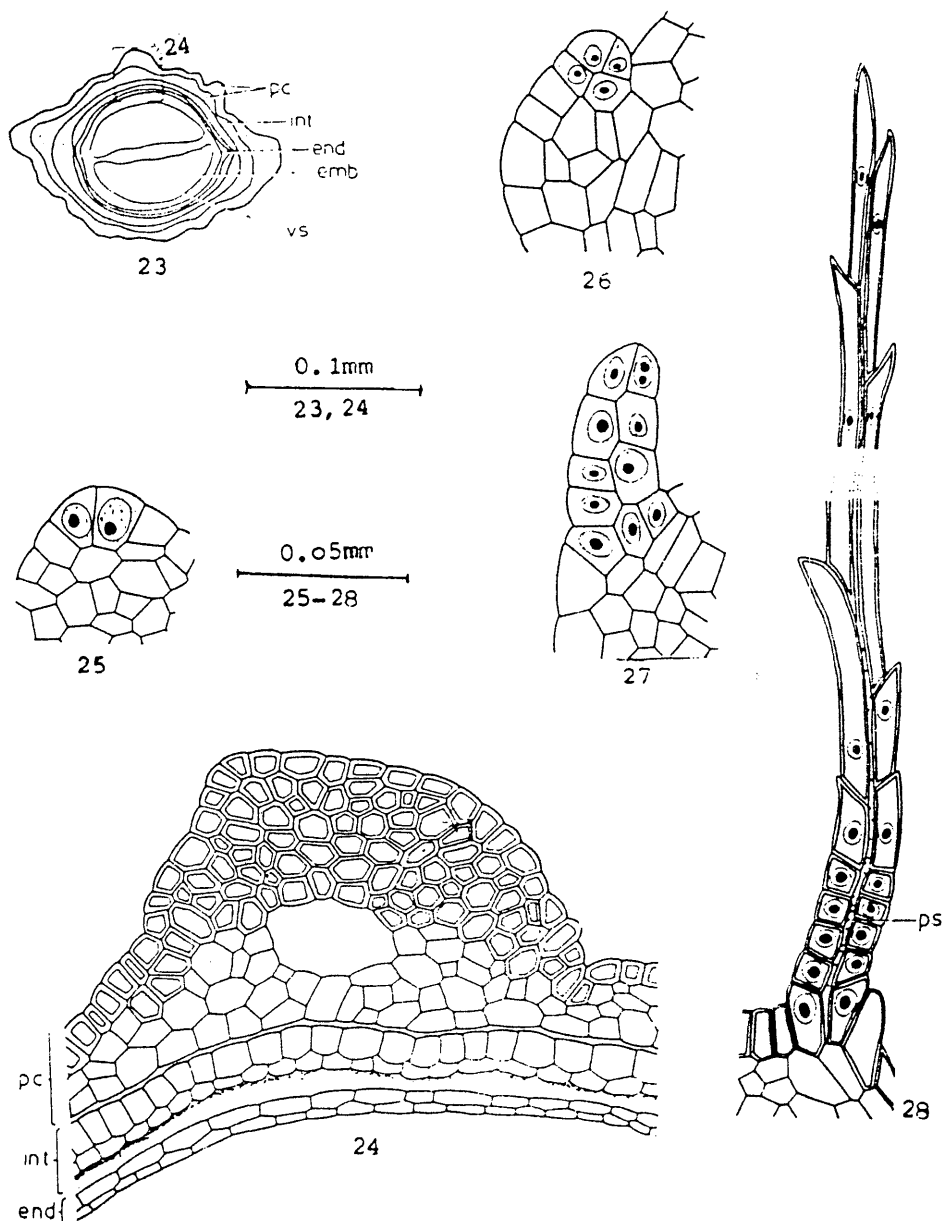 24
pc
int
end
emb
vs
23
26
0.1mm
23, 24
0.05mm
25-28
25
27
ps
28
pc
int
end
24